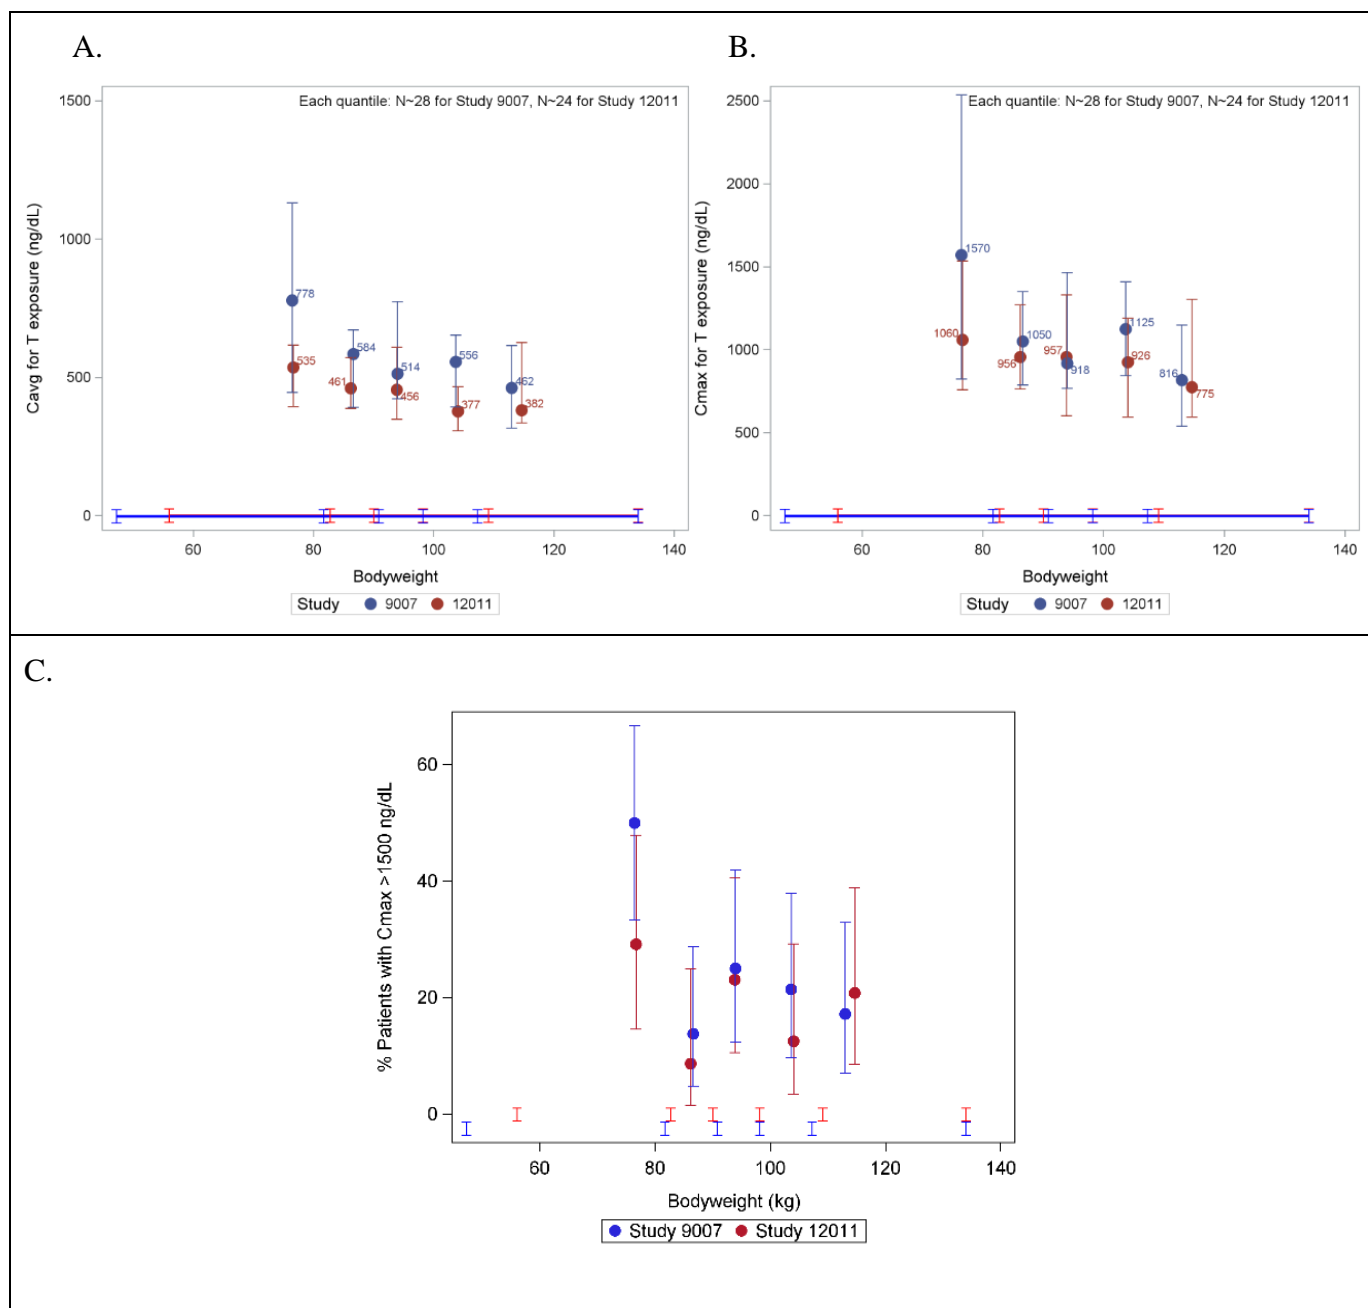 A.
B.
Each quantile: N~28 for Study 9007, N~24 for Study 12011
1500
1000
500
0
Cavg for T exposure (ng/dL)
778
535
584
461
514
456
556
377
462
382
60 80 100 120 140
Bodyweight
Study 9007 12011
Each quantile: N~28 for Study 9007, N~24 for Study 12011
2500
2000
1500
1000
500
0
Cmax for T exposure (ng/dL)
1570
1060
1050
956
957
918
1125
926
816
775
60 80 100 120 140
Bodyweight
Study 9007 12011
C.
60
40
20
0
% Patients with Cmax >1500 ng/dL
60 80 100 120 140
Bodyweight (kg)
Study 9007 Study 12011